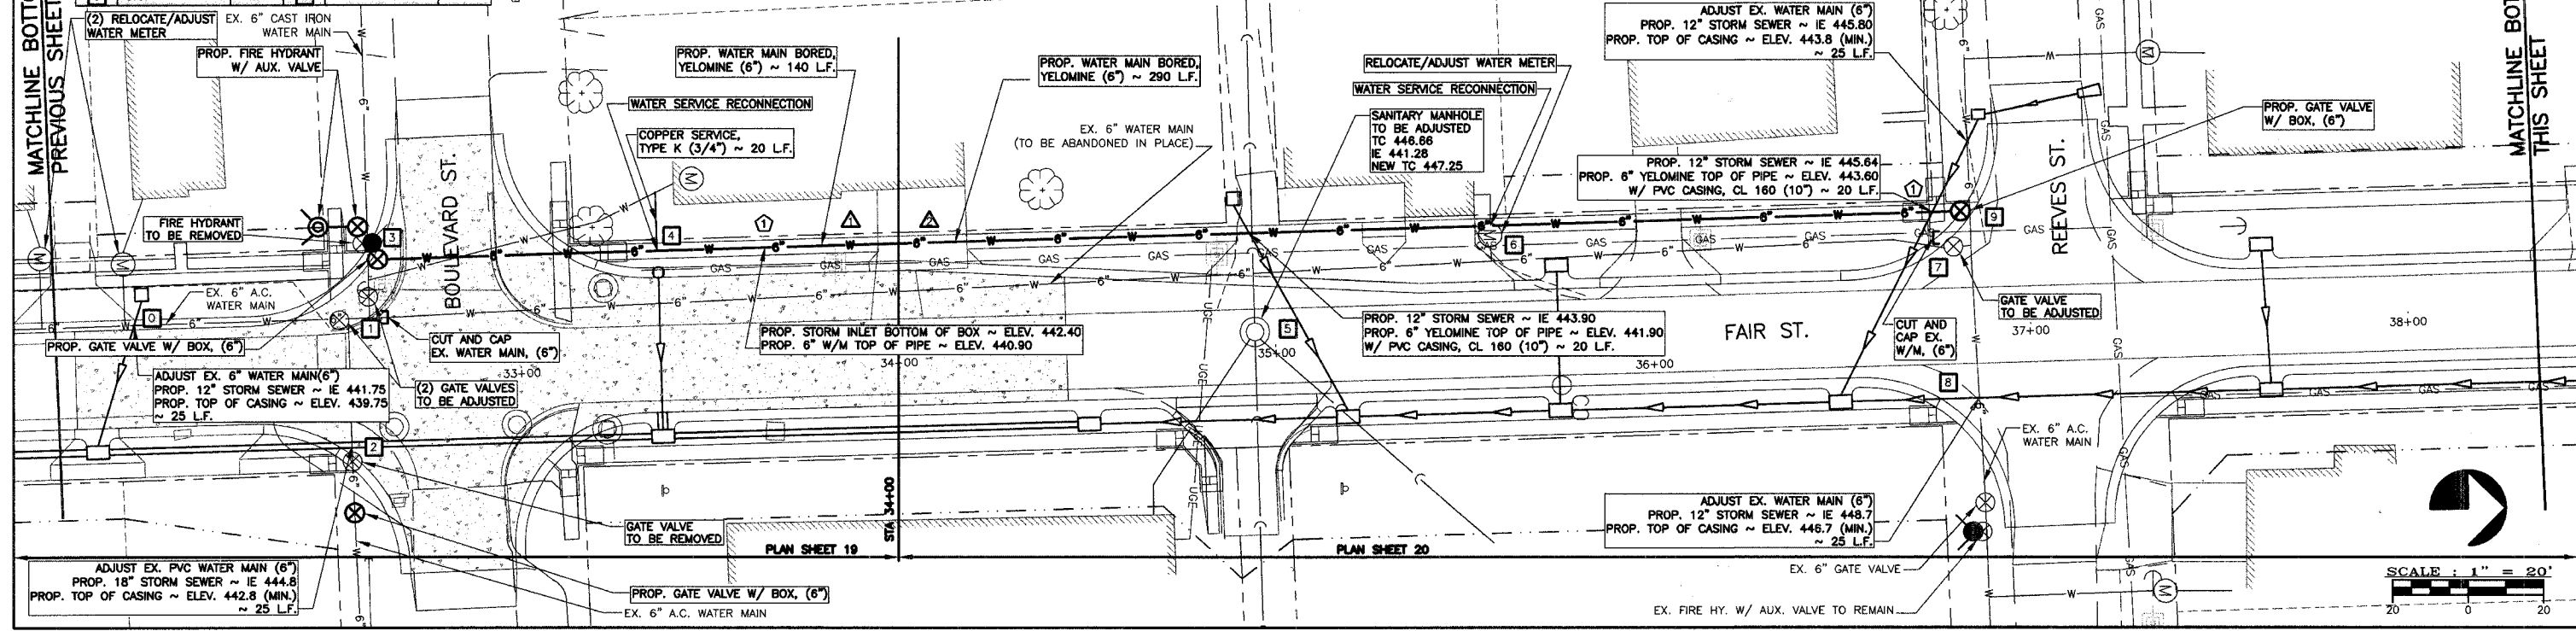 MATCHLINE BOTTOM
PREVIOUS SHEET
(2) RELOCATE/ADJUST
WATER METER
EX. 6" CAST IRON
WATER MAIN
PROP. FIRE HYDRANT
W/ AUX. VALVE
PROP. WATER MAIN BORED,
YELOMINE (6") ~ 140 L.F.
WATER SERVICE RECONNECTION
COPPER SERVICE,
TYPE K (3/4") ~ 20 L.F.
PROP. WATER MAIN BORED,
YELOMINE (6") ~ 290 L.F.
EX. 6" WATER MAIN
(TO BE ABANDONED IN PLACE)
RELOCATE/ADJUST WATER METER
WATER SERVICE RECONNECTION
SANITARY MANHOLE
TO BE ADJUSTED
TC 446.66
IE 441.28
NEW TC 447.25
ADJUST EX. WATER MAIN (6")
PROP. 12" STORM SEWER ~ IE 445.80
PROP. TOP OF CASING ~ ELEV. 443.8 (MIN.)
~ 25 L.F.
PROP. 12" STORM SEWER ~ IE 445.64
PROP. 6" YELOMINE TOP OF PIPE ~ ELEV. 443.60
W/ PVC CASING, CL 160 (10") ~ 20 L.F.
PROP. GATE VALVE
W/ BOX, (6")
MATCHLINE BOT
THIS SHEET
FIRE HYDRANT
TO BE REMOVED
BOULEVARD ST.
REEVES ST.
EX. 6" A.C.
WATER MAIN
PROP. GATE VALVE W/ BOX, (6")
CUT AND CAP
EX. WATER MAIN, (6")
33+00
ADJUST EX. 6" WATER MAIN(6")
PROP. 12" STORM SEWER ~ IE 441.75
PROP. TOP OF CASING ~ ELEV. 439.75
~ 25 L.F.
(2) GATE VALVES
TO BE ADJUSTED
PROP. STORM INLET BOTTOM OF BOX ~ ELEV. 442.40
PROP. 6" W/M TOP OF PIPE ~ ELEV. 440.90
34+00
35+00
PROP. 12" STORM SEWER ~ IE 443.90
PROP. 6" YELOMINE TOP OF PIPE ~ ELEV. 441.90
W/ PVC CASING, CL 160 (10") ~ 20 L.F.
FAIR ST.
36+00
CUT AND
CAP EX.
W/M, (6")
GATE VALVE
TO BE ADJUSTED
37+00
38+00
0
1
2
3
4
5
6
7
8
9
1
1
2
1
EX. 6" A.C.
WATER MAIN
GATE VALVE
TO BE REMOVED
STA 34+00
PLAN SHEET 19
PLAN SHEET 20
ADJUST EX. WATER MAIN (6")
PROP. 12" STORM SEWER ~ IE 448.7
PROP. TOP OF CASING ~ ELEV. 446.7 (MIN.)
~ 25 L.F.
ADJUST EX. PVC WATER MAIN (6")
PROP. 18" STORM SEWER ~ IE 444.8
PROP. TOP OF CASING ~ ELEV. 442.8 (MIN.)
~ 25 L.F.
PROP. GATE VALVE W/ BOX, (6")
EX. 6" A.C. WATER MAIN
EX. 6" GATE VALVE
EX. FIRE HY. W/ AUX. VALVE TO REMAIN
SCALE : 1" = 20'
20 0 20